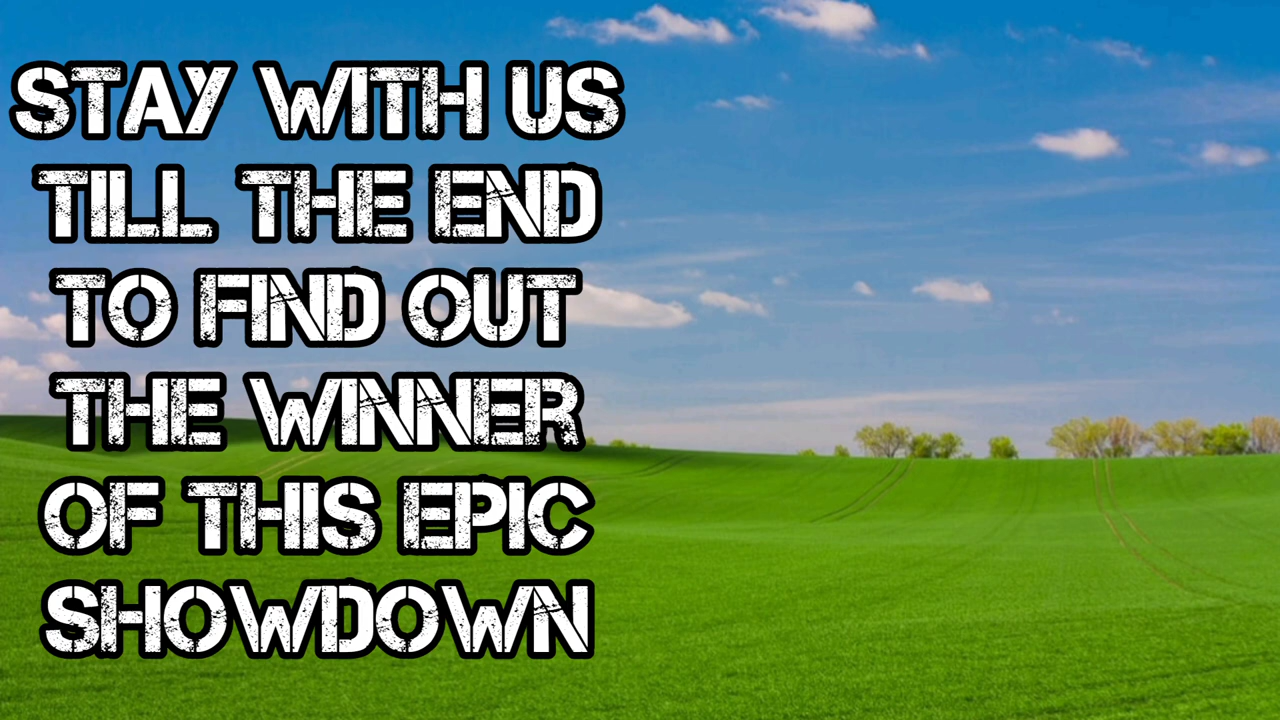 STAY WITH US
TILL THE END
TO FIND OUT
THE WINNER
OF THIS EPIC
SHOWDOWN